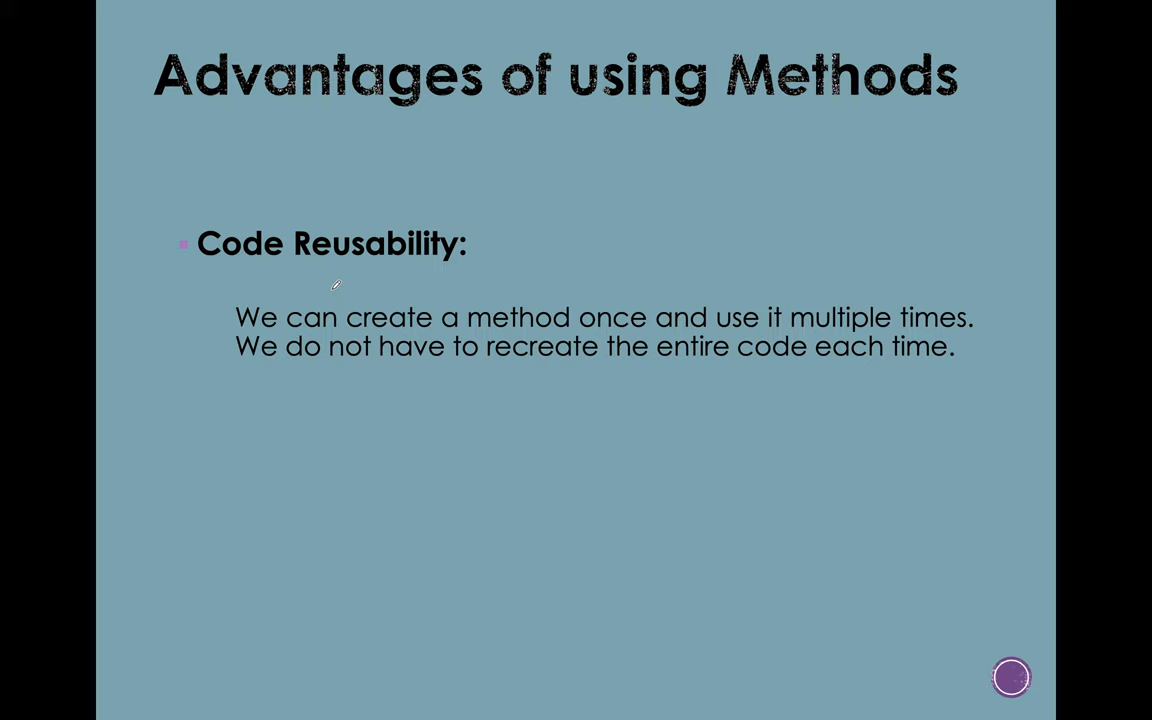 Advantages of using Methods
Code Reusability:
We can create a method once and use it multiple times.
We do not have to recreate the entire code each time.